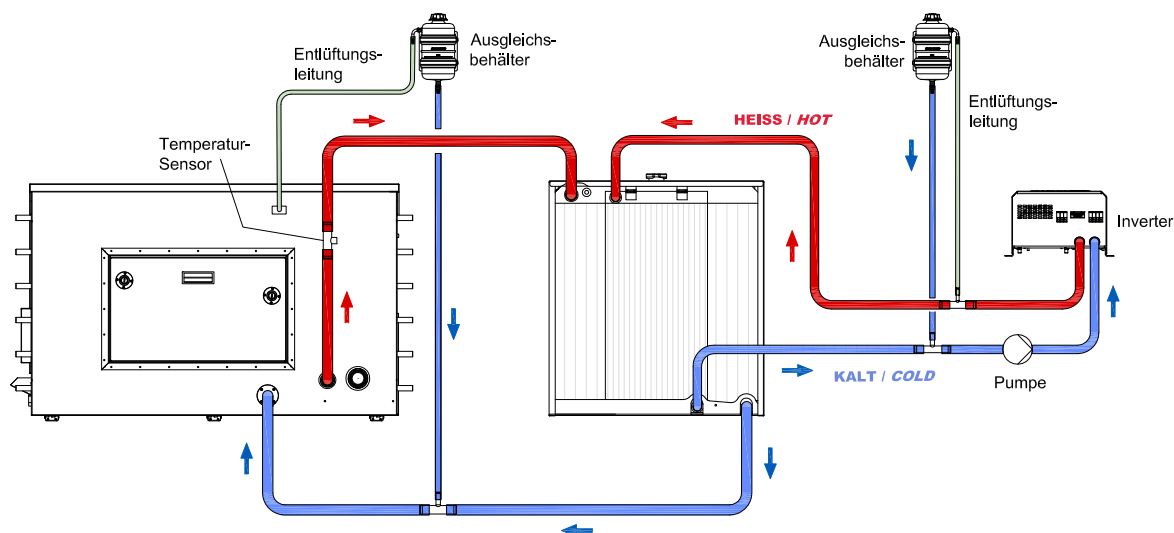 Entlüftungs-
leitung
Ausgleichs-
behälter
Ausgleichs-
behälter
Entlüftungs-
leitung
Temperatur-
Sensor
HEISS / HOT
Inverter
KALT / COLD
Pumpe